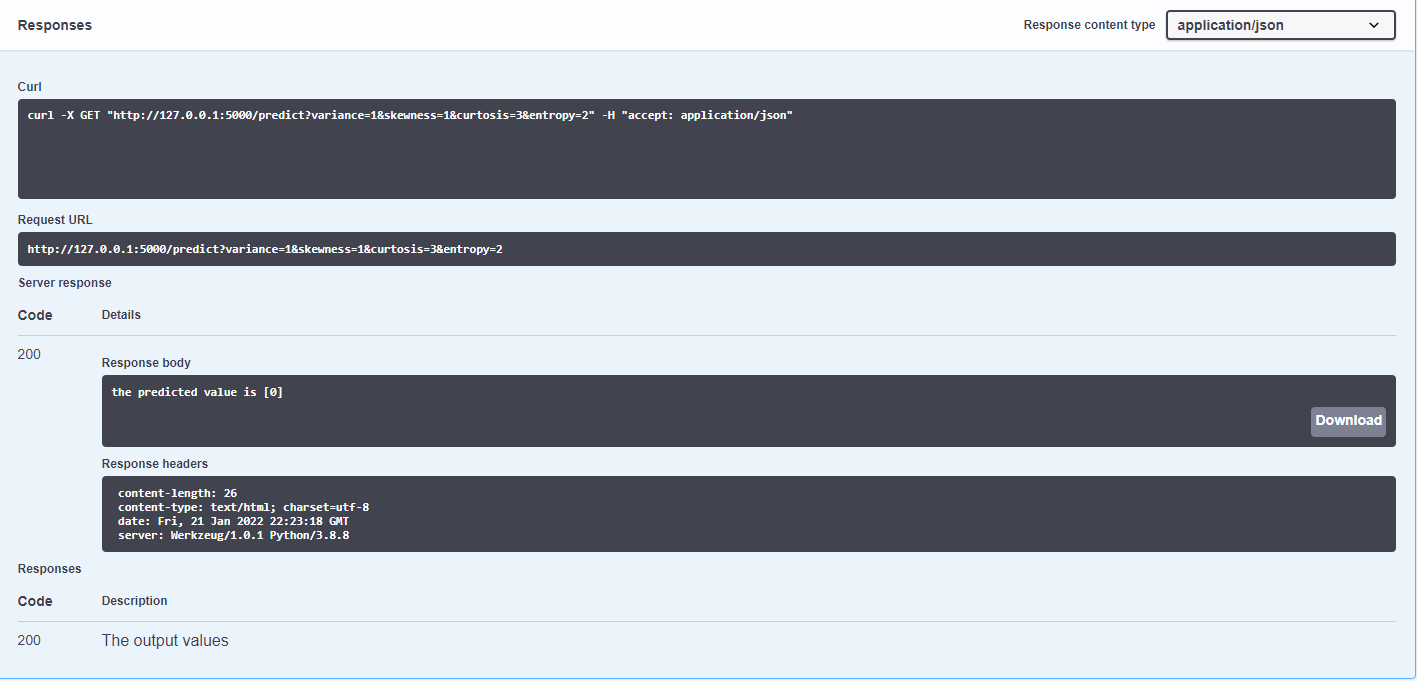 Responses
Response content type
application/json
Curl
curl -X GET "http://127.0.0.1:5000/predict?variance=1&skewness=1&curtosis=3&entropy=2" -H "accept: application/json"
Request URL
http://127.0.0.1:5000/predict?variance=1&skewness=1&curtosis=3&entropy=2
Server response
Code Details
200
Response body
the predicted value is [0]
Download
Response headers
content-length: 26
content-type: text/html; charset=utf-8
date: Fri, 21 Jan 2022 22:23:18 GMT
server: Werkzeug/1.0.1 Python/3.8.8
Responses
Code Description
200 The output values